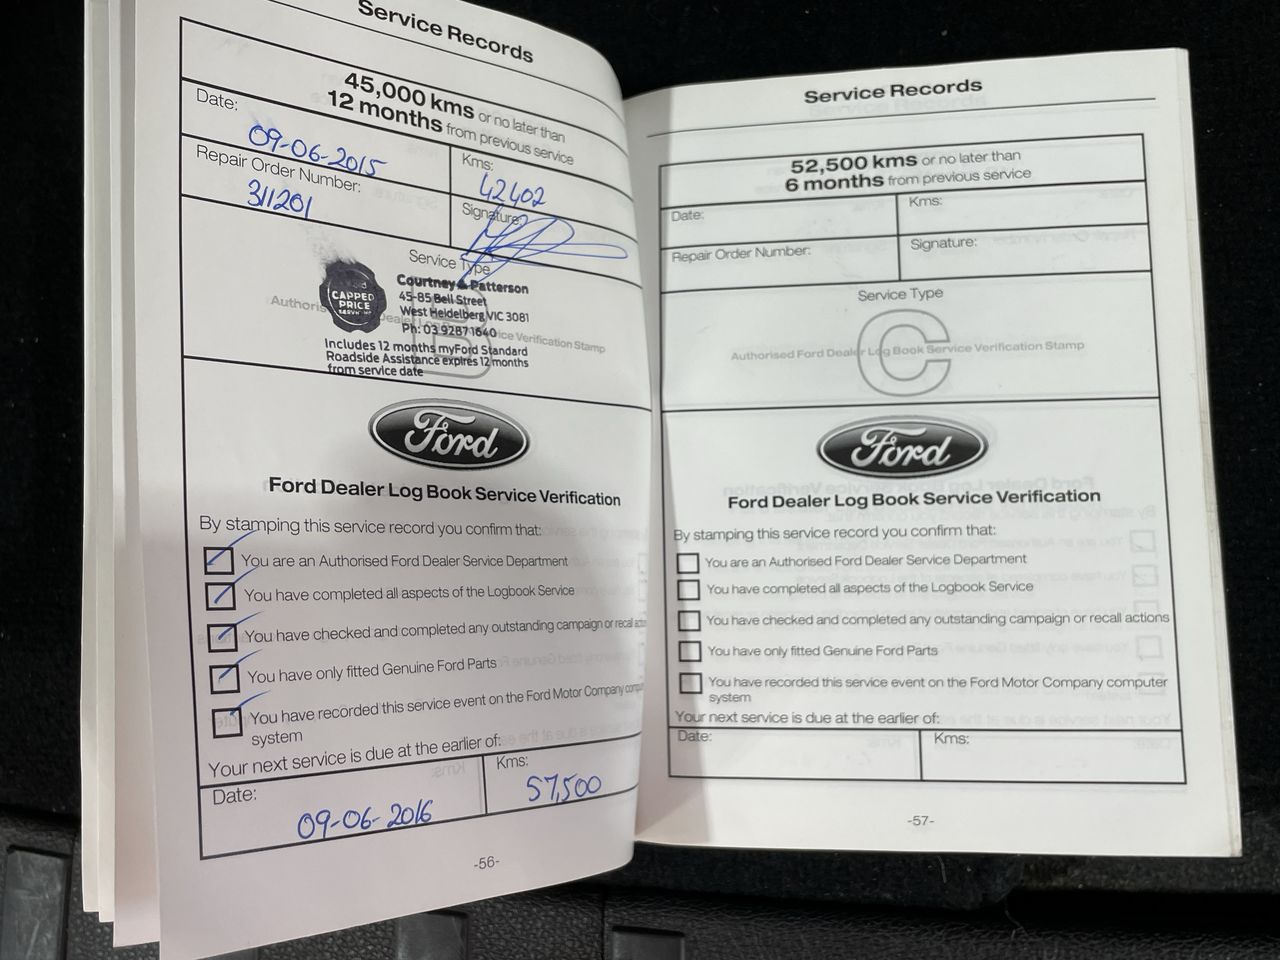 Service Records
45,000 kms or no later than
12 months from previous service
Date:
09-06-2015
Kms:
42402
Repair Order Number:
311201
Signature:
Service Type
B
CAPPED
PRICE
Courtney & Patterson
45-85 Bell Street
West Heidelberg VIC 3081
Ph: 03 9287 1640
Dealer Log ice Verification Stamp
Includes 12 months myFord Standard
Roadside Assistance expires 12 months
from service date
Ford
Ford Dealer Log Book Service Verification
By stamping this service record you confirm that:
You are an Authorised Ford Dealer Service Department
You have completed all aspects of the Logbook Service
You have checked and completed any outstanding campaign or recall
You have only fitted Genuine Ford Parts
You have recorded this service event on the Ford Motor Company
system
Your next service is due at the earlier of:
Date:
09-06-2016
Kms:
57,500
-56-
Service Records
52,500 kms or no later than
6 months from previous service
Date:
Kms:
Repair Order Number:
Signature:
Service Type
C
Authorised Ford Dealer Log Book Service Verification Stamp
Ford
Ford Dealer Log Book Service Verification
By stamping this service record you confirm that:
You are an Authorised Ford Dealer Service Department
You have completed all aspects of the Logbook Service
You have checked and completed any outstanding campaign or recall actions
You have only fitted Genuine Ford Parts
You have recorded this service event on the Ford Motor Company computer
system
Your next service is due at the earlier of:
Date:
Kms:
-57-